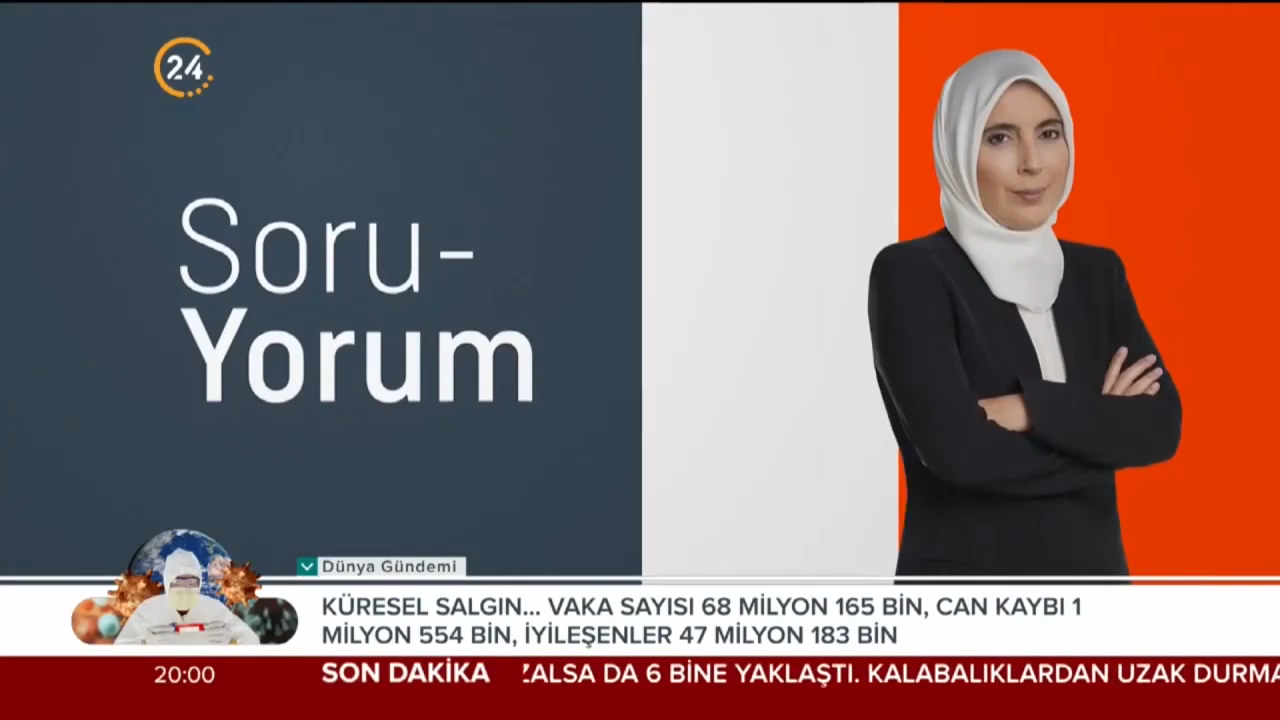 24
Soru-
Yorum
Dünya Gündemi
KÜRESEL SALGIN... VAKA SAYISI 68 MİLYON 165 BİN, CAN KAYBI 1
MİLYON 554 BİN, İYİLEŞENLER 47 MİLYON 183 BİN
20:00
SON DAKİKA
ZALSA DA 6 BİNE YAKLAŞTI. KALABALIKLARDAN UZAK DURMA